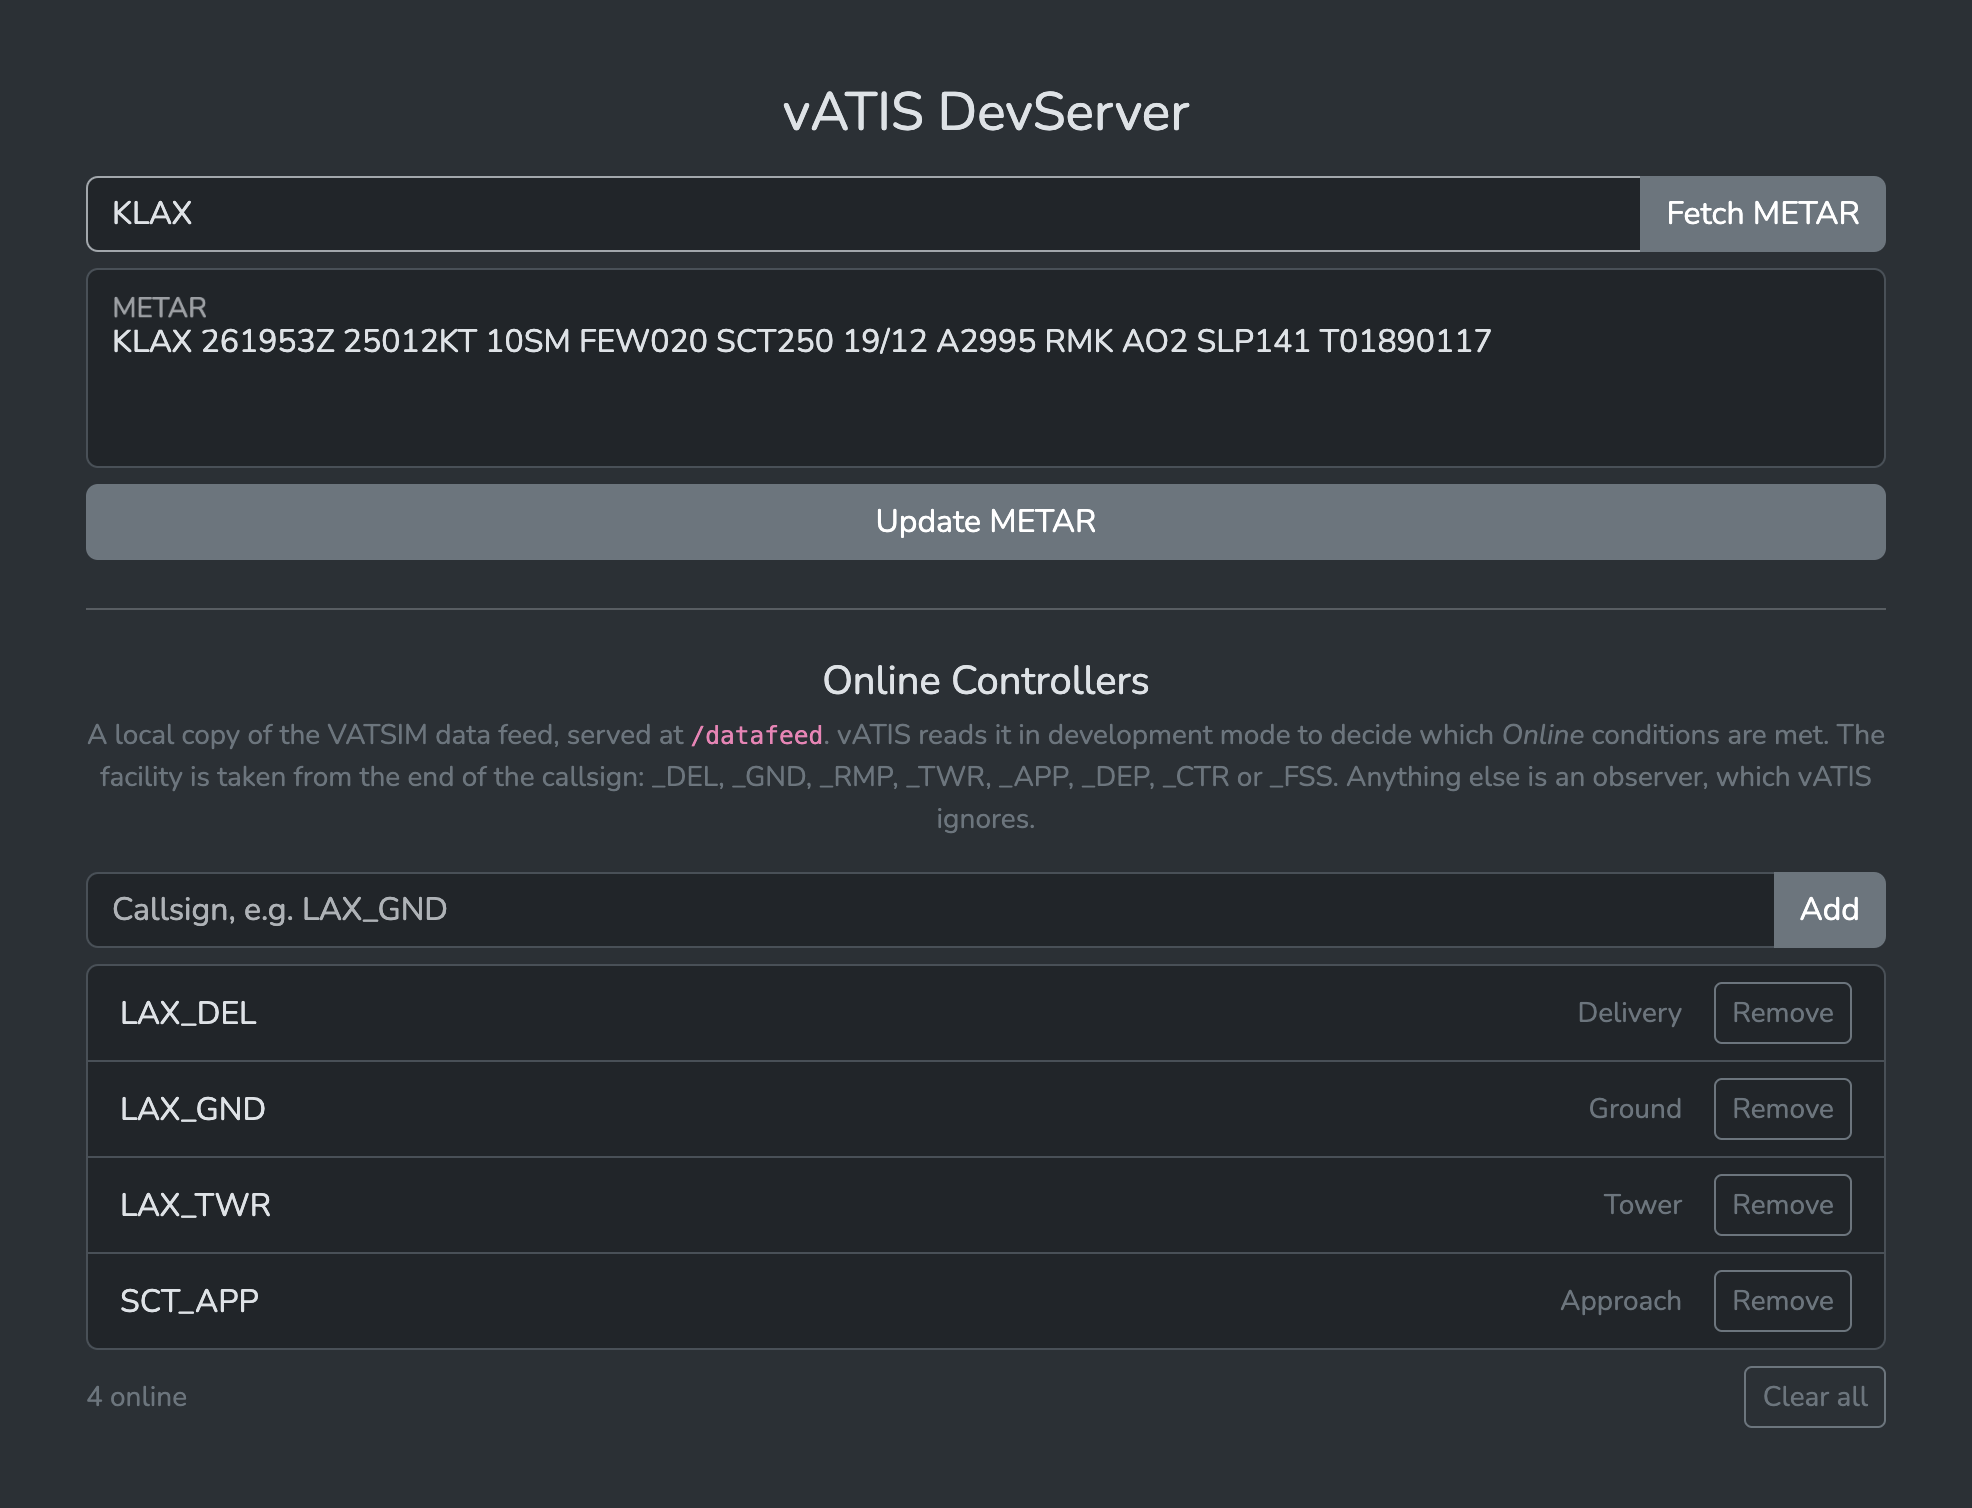 vATIS DevServer
KLAX
Fetch METAR
METAR
KLAX 261953Z 25012KT 10SM FEW020 SCT250 19/12 A2995 RMK AO2 SLP141 T01890117
Update METAR
Online Controllers
A local copy of the VATSIM data feed, served at /datafeed. vATIS reads it in development mode to decide which Online conditions are met. The
facility is taken from the end of the callsign: _DEL, _GND, _RMP, _TWR, _APP, _DEP, _CTR or _FSS. Anything else is an observer, which vATIS
ignores.
Callsign, e.g. LAX_GND
Add
LAX_DEL
Delivery
Remove
LAX_GND
Ground
Remove
LAX_TWR
Tower
Remove
SCT_APP
Approach
Remove
4 online
Clear all